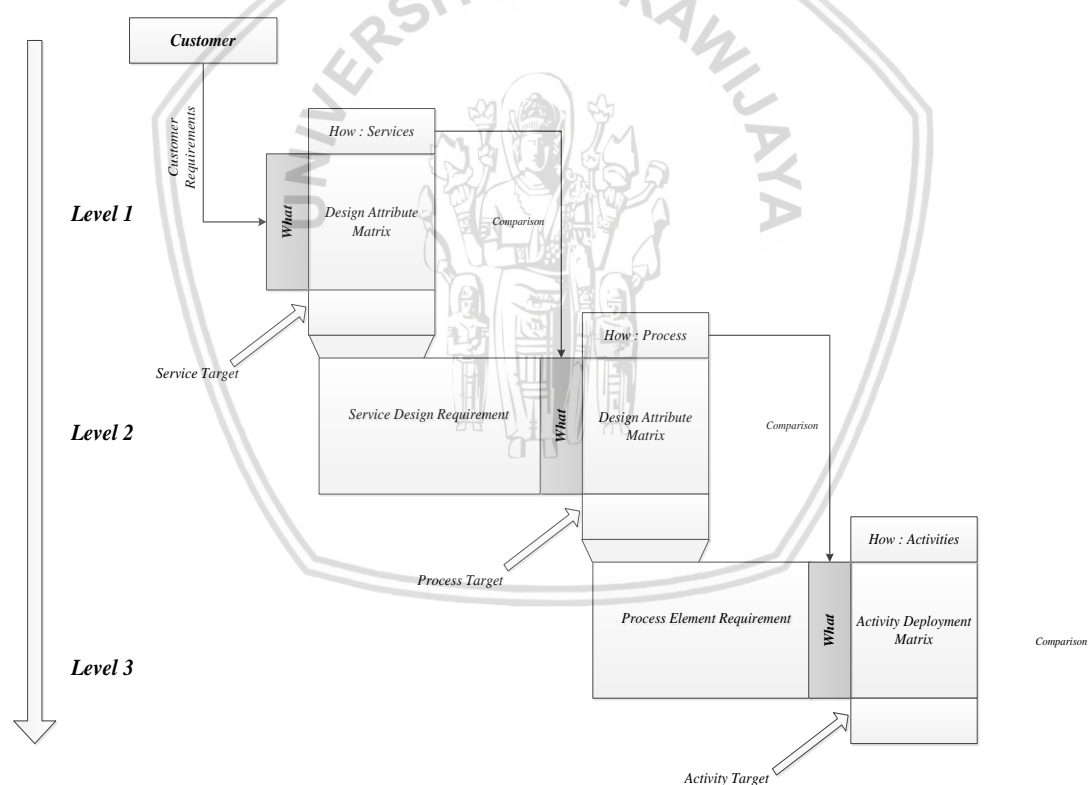 UNIVERSITAS BRAWIJAYA
Customer
Customer
Requirements
How : Services
Level 1
What
Design Attribute
Matrix
Comparison
Service Target
How : Process
Level 2
Service Design Requirement
What
Design Attribute
Matrix
Comparison
Process Target
How : Activities
Level 3
Process Element Requirement
What
Activity Deployment
Matrix
Comparison
Activity Target